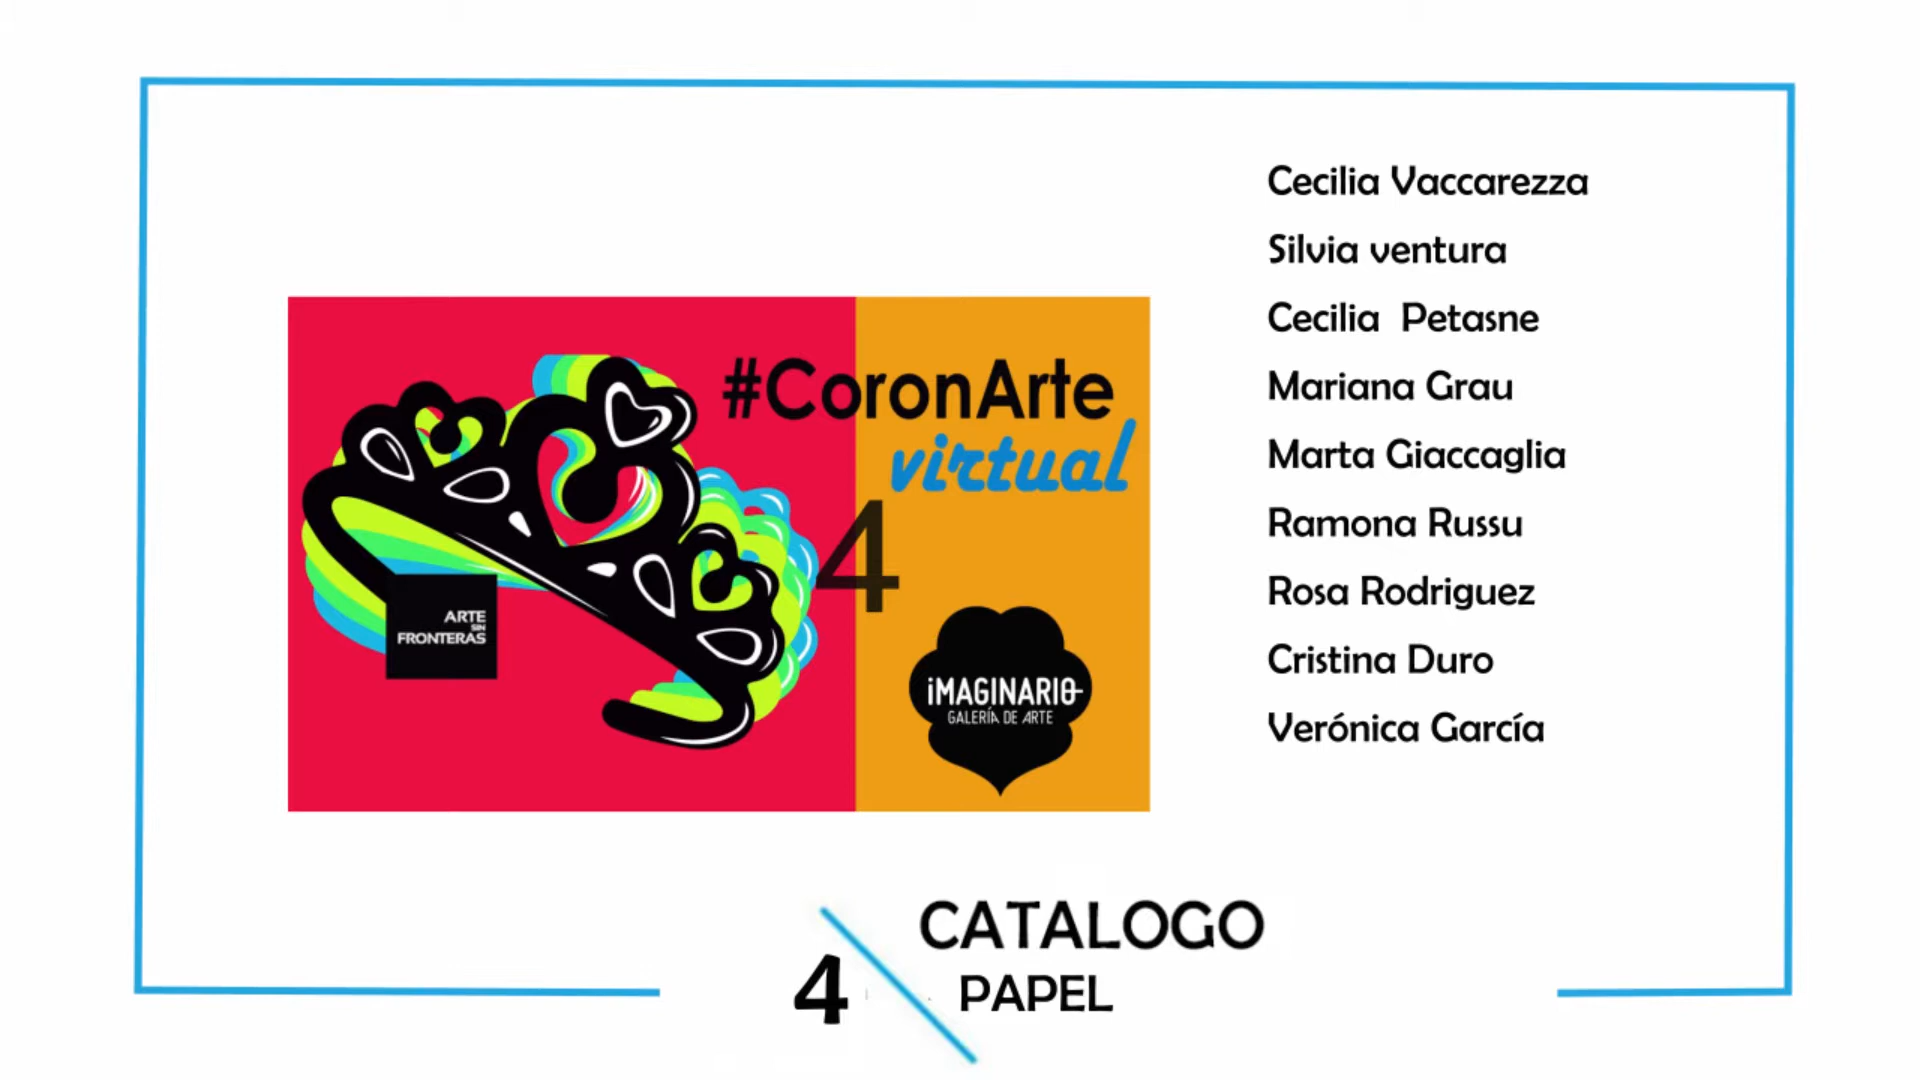 #CoronArte
virtual
4
ARTE
SIN
FRONTERAS
iMAGINARIO
GALERÍA DE ARTE
Cecilia Vaccarezza
Silvia ventura
Cecilia  Petasne
Mariana Grau
Marta Giaccaglia
Ramona Russu
Rosa Rodriguez
Cristina Duro
Verónica García
4
CATALOGO
PAPEL